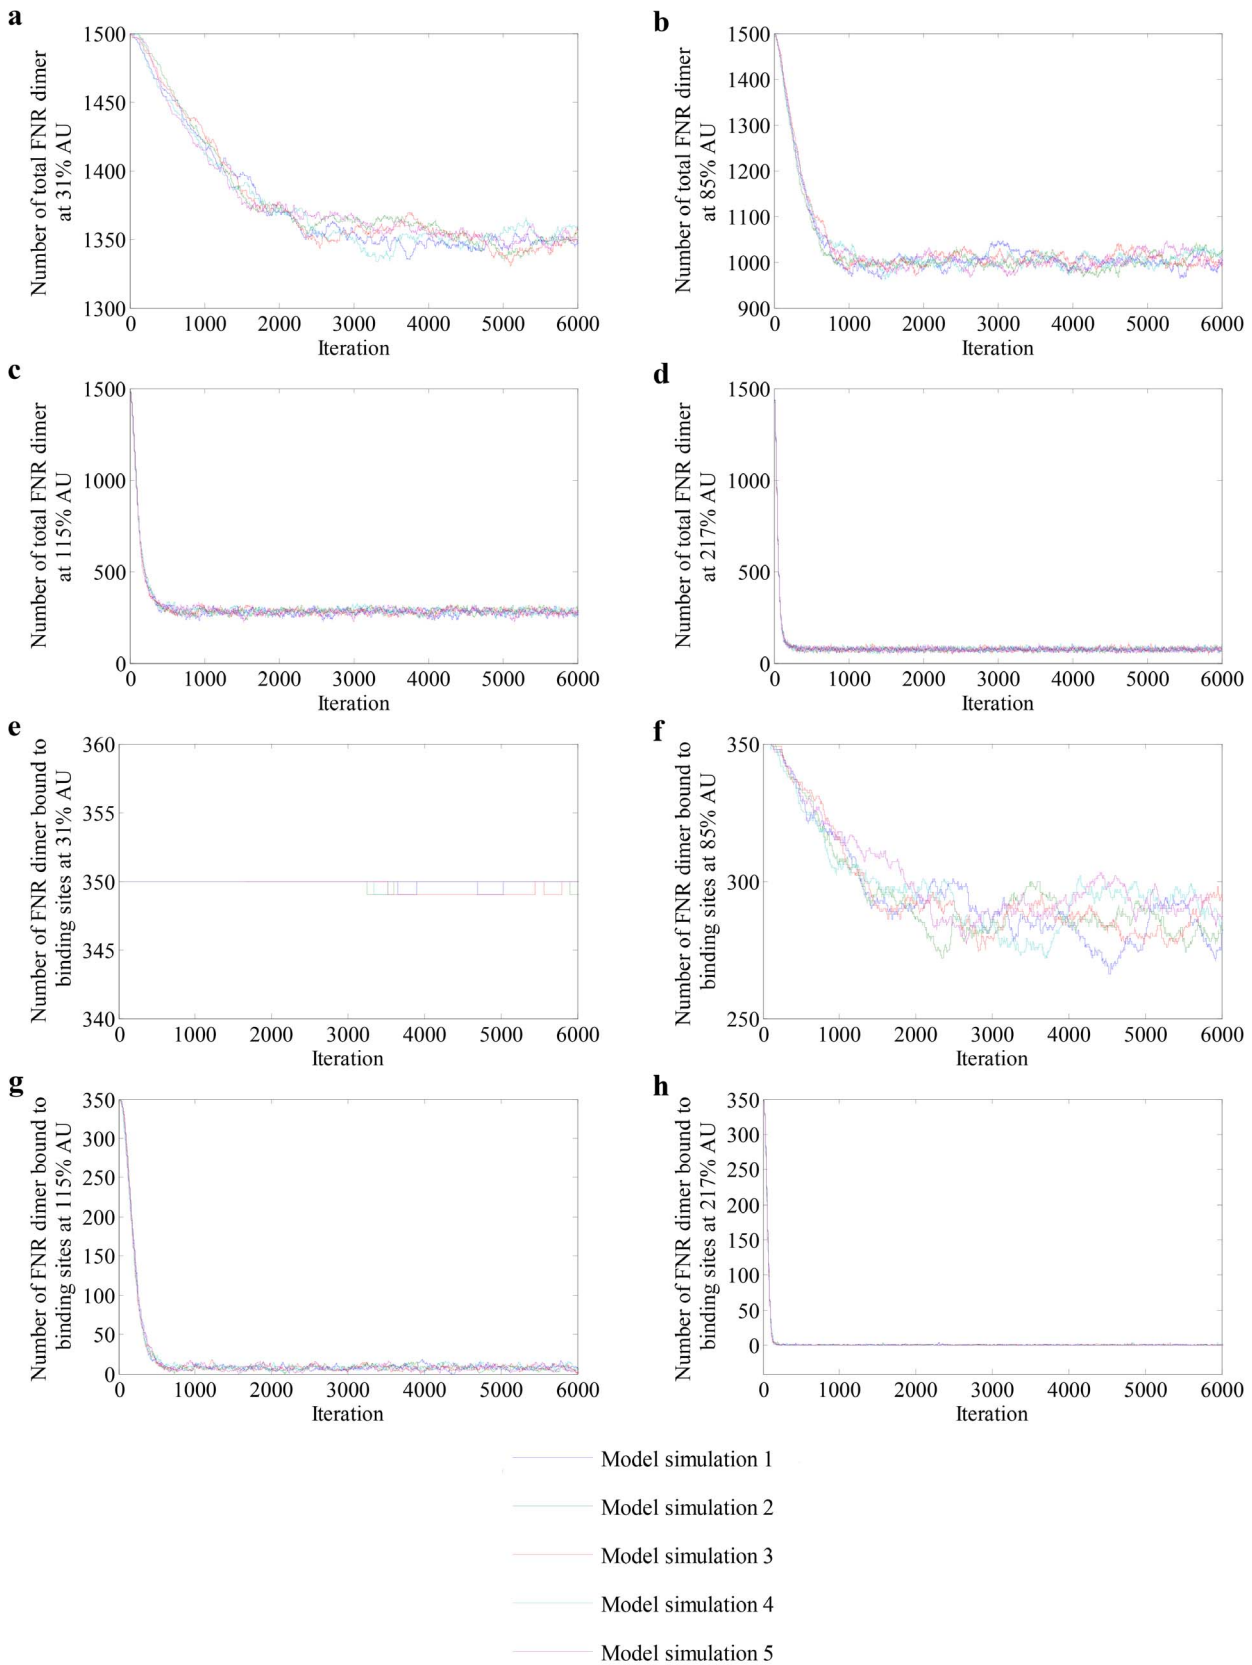 a
Number of total FNR dimer
at 31% AU
1500
1450
1400
1350
1300
0 1000 2000 3000 4000 5000 6000
Iteration
b
Number of total FNR dimer
at 85% AU
1500
1400
1300
1200
1100
1000
900
0 1000 2000 3000 4000 5000 6000
Iteration
c
Number of total FNR dimer
at 115% AU
1500
1000
500
0
0 1000 2000 3000 4000 5000 6000
Iteration
d
Number of total FNR dimer
at 217% AU
1500
1000
500
0
0 1000 2000 3000 4000 5000 6000
Iteration
e
Number of FNR dimer bound to
binding sites at 31% AU
360
355
350
345
340
0 1000 2000 3000 4000 5000 6000
Iteration
f
Number of FNR dimer bound to
binding sites at 85% AU
350
300
250
0 1000 2000 3000 4000 5000 6000
Iteration
g
Number of FNR dimer bound to
binding sites at 115% AU
350
300
250
200
150
100
50
0
0 1000 2000 3000 4000 5000 6000
Iteration
h
Number of FNR dimer bound to
binding sites at 217% AU
350
300
250
200
150
100
50
0
0 1000 2000 3000 4000 5000 6000
Iteration
Model simulation 1
Model simulation 2
Model simulation 3
Model simulation 4
Model simulation 5